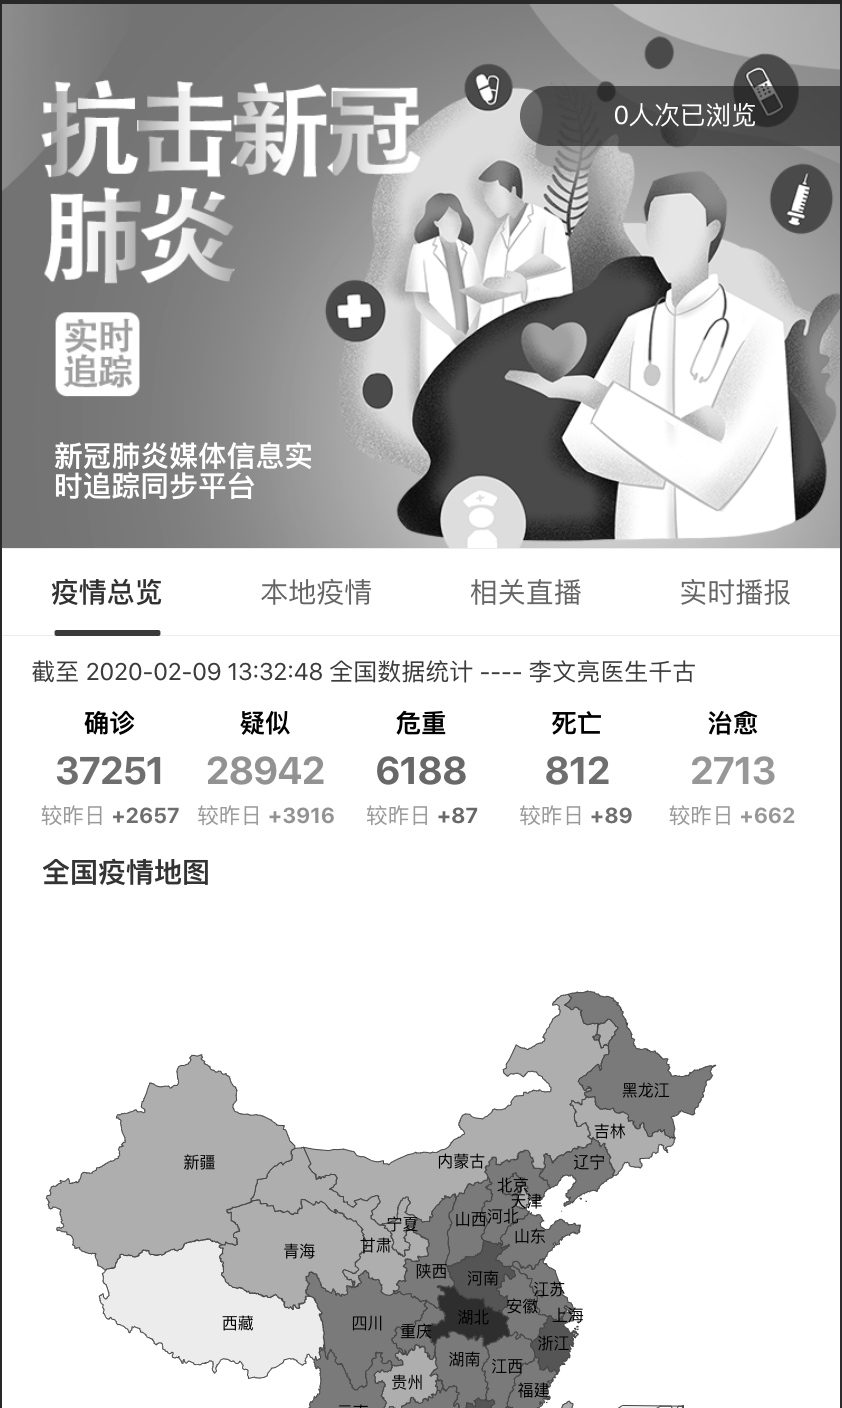 抗击新冠
肺炎
0人次已浏览
实时
追踪
新冠肺炎媒体信息实
时追踪同步平台
疫情总览 本地疫情 相关直播 实时播报
截至 2020-02-09 13:32:48 全国数据统计 ---- 李文亮医生千古
确诊 疑似 危重 死亡 治愈
37251 28942 6188 812 2713
较昨日 +2657 较昨日 +3916 较昨日 +87 较昨日 +89 较昨日 +662
全国疫情地图
黑龙江
吉林
新疆 内蒙古 辽宁
北京
天津
宁夏 山西 河北
山东
青海 甘肃
陕西 河南
江苏
安徽
上海
西藏 四川 重庆 湖北
浙江
湖南 江西
贵州 福建